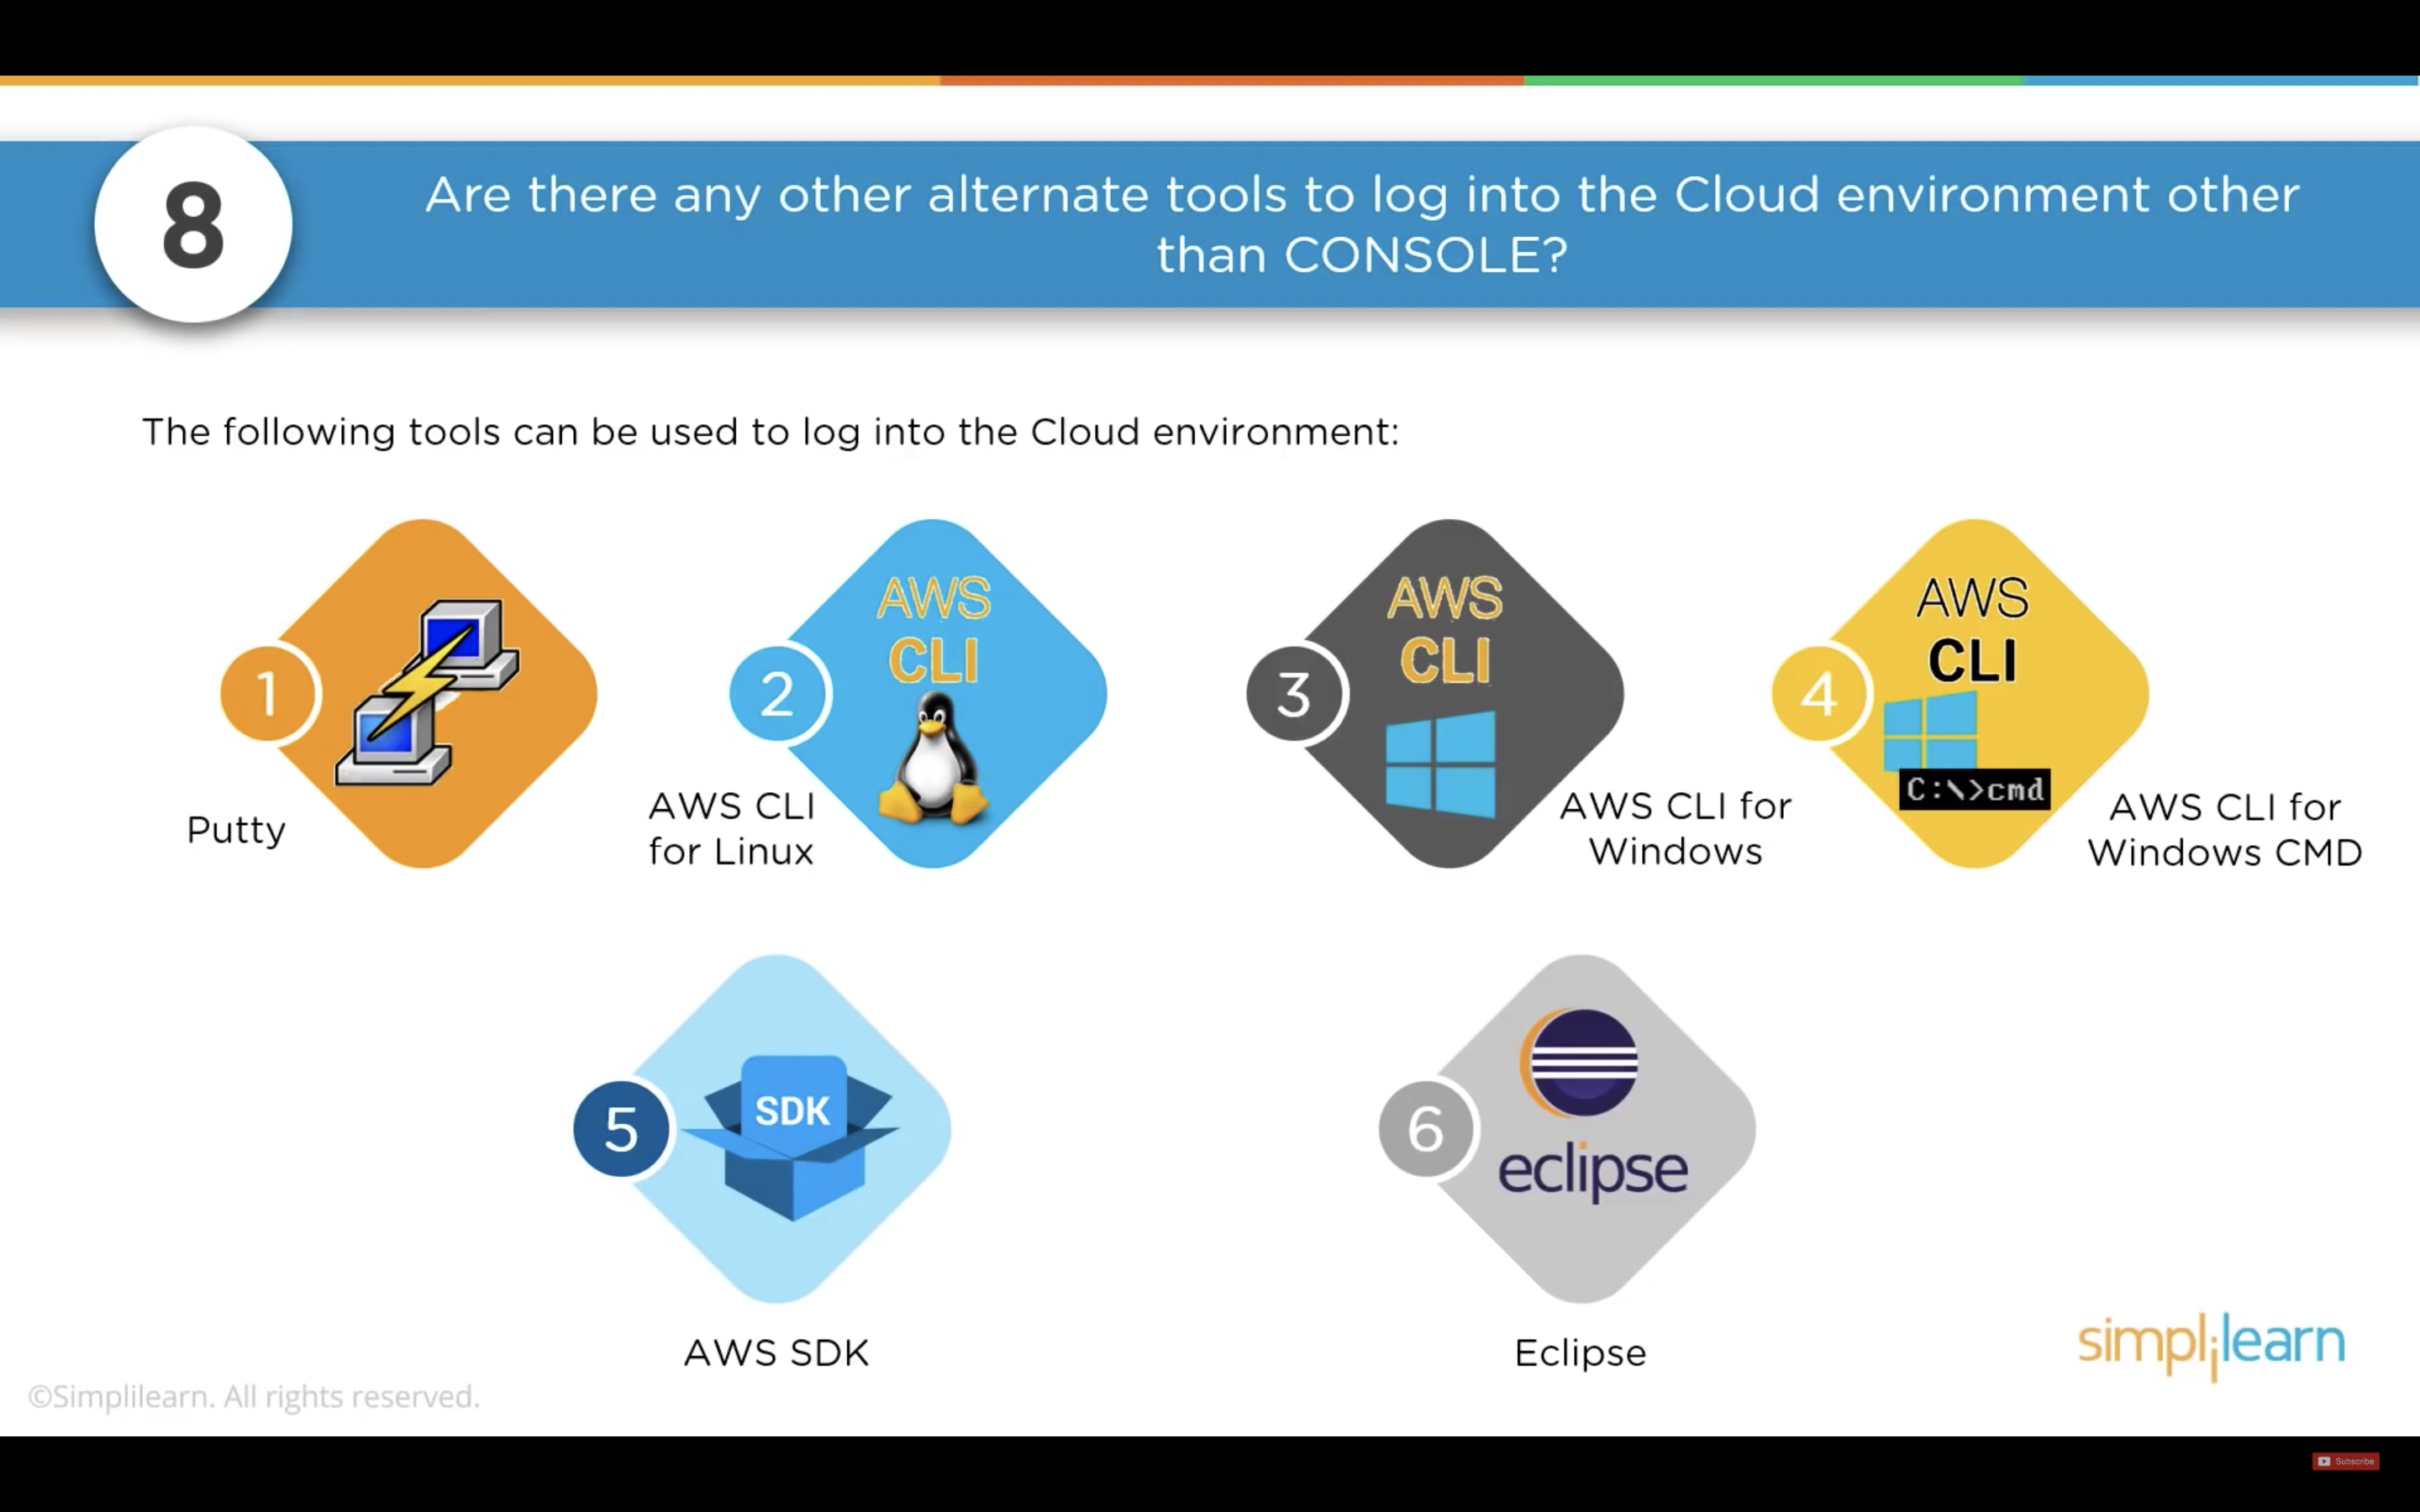 8
Are there any other alternate tools to log into the Cloud environment other
than CONSOLE?
The following tools can be used to log into the Cloud environment:
1
Putty
2
AWS
CLI
AWS CLI
for Linux
3
AWS
CLI
AWS CLI for
Windows
4
AWS
CLI
C:\>cmd
AWS CLI for
Windows CMD
5
SDK
AWS SDK
6
eclipse
Eclipse
simplilearn
©Simplilearn. All rights reserved.
Subscribe